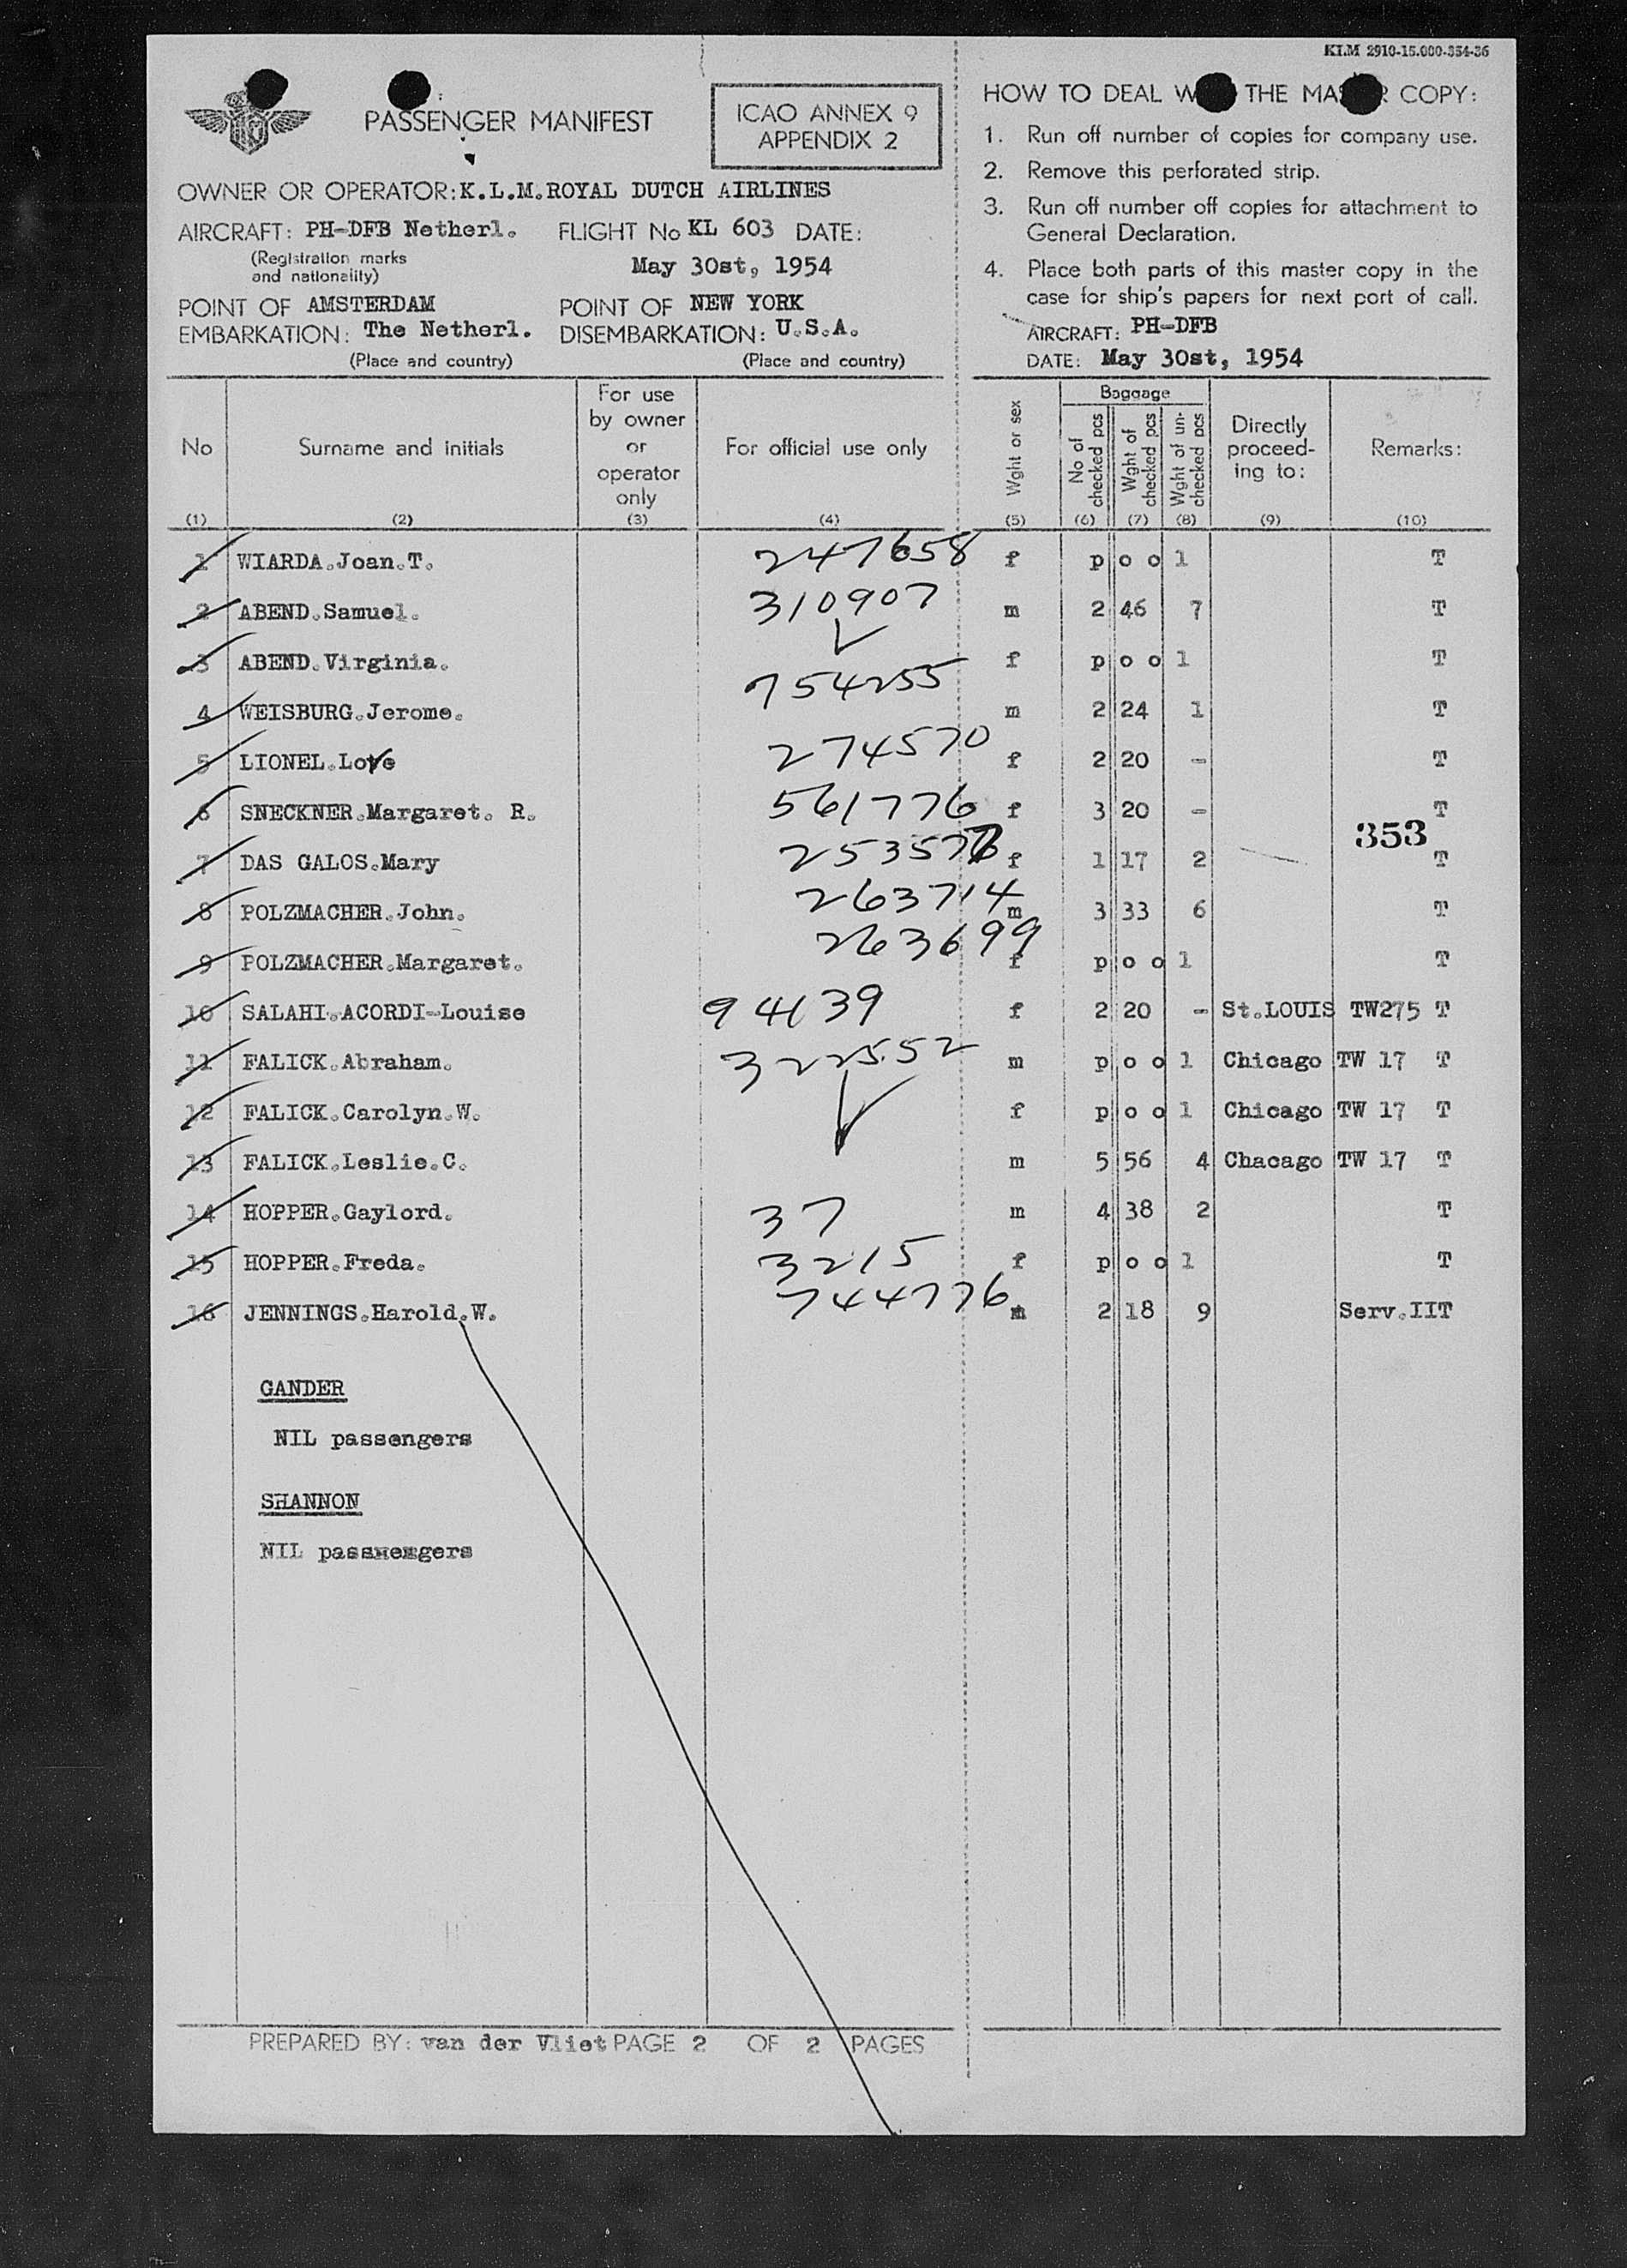 KLM 2910-15.000-354-36
PASSENGER MANIFEST
ICAO ANNEX 9
APPENDIX 2
OWNER OR OPERATOR: K.L.M. ROYAL DUTCH AIRLINES
AIRCRAFT: PH-DFB Netherl. FLIGHT No KL 603 DATE:
(Registration marks
and nationality) May 30st, 1954
POINT OF AMSTERDAM POINT OF NEW YORK
EMBARKATION: The Netherl. DISEMBARKATION: U.S.A.
(Place and country) (Place and country)
HOW TO DEAL W THE MA R COPY:
1. Run off number of copies for company use.
2. Remove this perforated strip.
3. Run off number off copies for attachment to
General Declaration.
4. Place both parts of this master copy in the
case for ship's papers for next port of call.
AIRCRAFT: PH-DFB
DATE: May 30st, 1954
No
Surname and initials
For use
by owner
or
operator
only
For official use only
Wght or sex
Baggage
No of
checked pcs
Wght of
checked pcs
Wght of un-
checked pcs
Directly
proceed-
ing to:
Remarks:
(1) (2) (3) (4) (5) (6) (7) (8) (9) (10)
1 WIARDA.Joan.T. 247658 f p o o l T
2 ABEND.Samuel. 310907 m 2 46 7 T
3 ABEND.Virginia. f p o o l T
4 WEISBURG.Jerome. 754255 m 2 24 1 T
5 LIONEL.Love 274570 f 2 20 - T
6 SNECKNER.Margaret. R. 561776 f 3 20 - T
353
7 DAS GALOS.Mary f 1 17 2 T
8 POLZMACHER.John. 263714 m 3 33 6 T
9 POLZMACHER.Margaret. 263699 f p o o l T
10 SALAHI.ACORDI-Louise 94139 f 2 20 - St.LOUIS TW275 T
11 FALICK.Abraham. 322552 m p o o l Chicago TW 17 T
12 FALICK.Carolyn.W. f p o o l Chicago TW 17 T
13 FALICK.Leslie.C. m 5 56 4 Chacago TW 17 T
14 HOPPER.Gaylord. 37 m 4 38 2 T
15 HOPPER.Freda. 3215 f p o o l T
16 JENNINGS.Harold.W. 744776 m 2 18 9 Serv.IIT
GANDER
NIL passengers
SHANNON
NIL passengers
PREPARED BY: van der Vliet PAGE 2 OF 2 PAGES